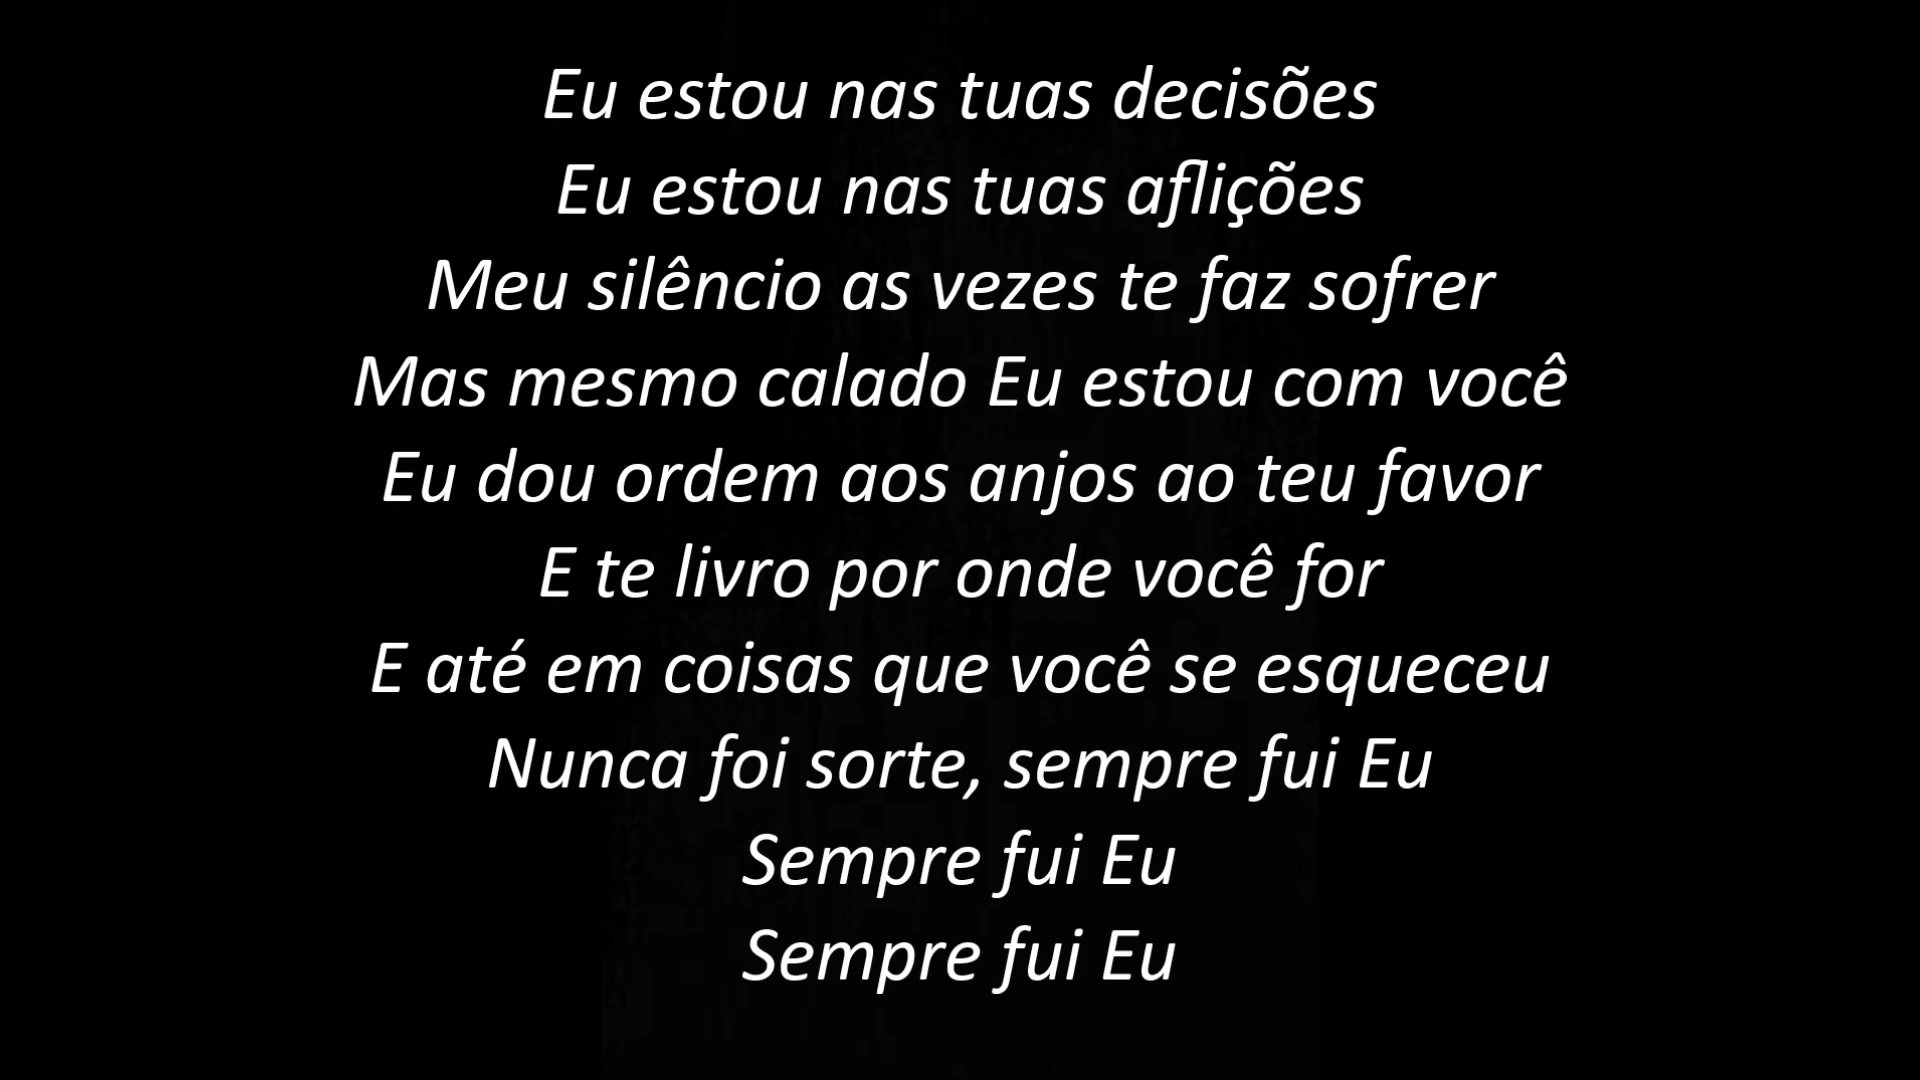 Eu estou nas tuas decisões
Eu estou nas tuas aflições
Meu silêncio as vezes te faz sofrer
Mas mesmo calado Eu estou com você
Eu dou ordem aos anjos ao teu favor
E te livro por onde você for
E até em coisas que você se esqueceu
Nunca foi sorte, sempre fui Eu
Sempre fui Eu
Sempre fui Eu